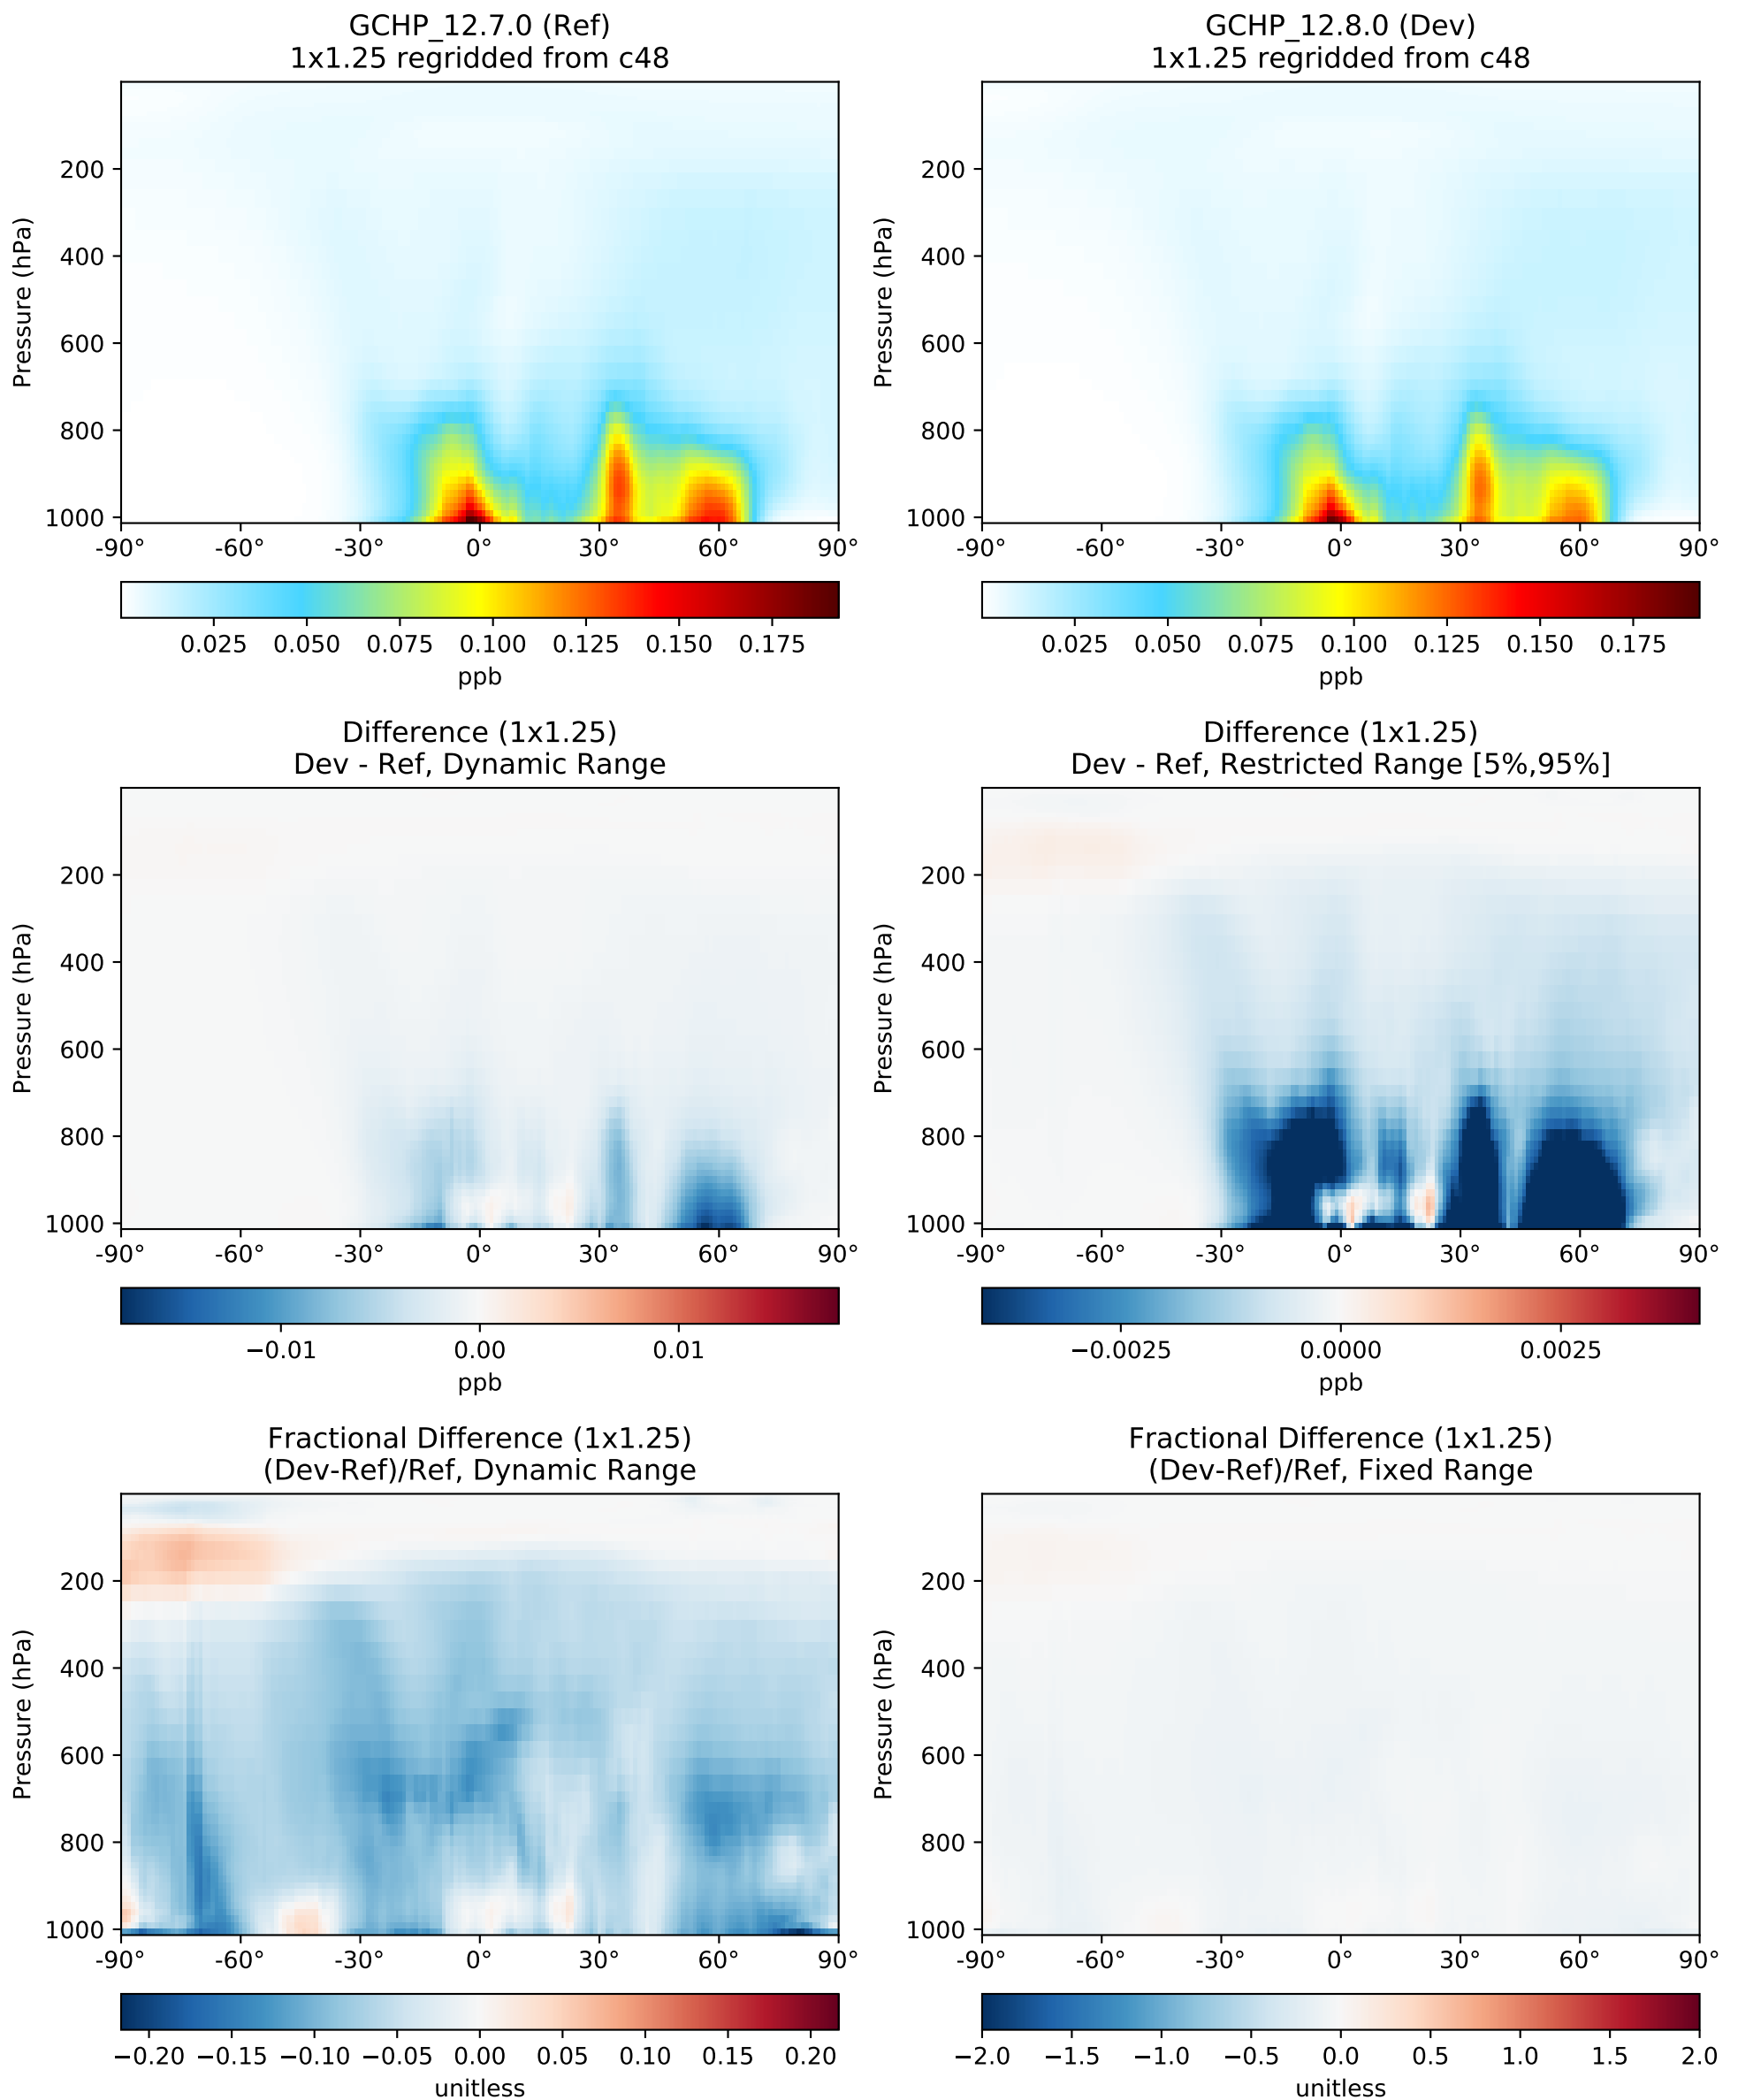 GCHP_12.7.0 (Ref)
1x1.25 regridded from c48
Pressure (hPa)
200
400
600
800
1000
-90° -60° -30° 0° 30° 60° 90°
0.025 0.050 0.075 0.100 0.125 0.150 0.175
ppb
GCHP_12.8.0 (Dev)
1x1.25 regridded from c48
Pressure (hPa)
200
400
600
800
1000
-90° -60° -30° 0° 30° 60° 90°
0.025 0.050 0.075 0.100 0.125 0.150 0.175
ppb
Difference (1x1.25)
Dev - Ref, Dynamic Range
Pressure (hPa)
200
400
600
800
1000
-90° -60° -30° 0° 30° 60° 90°
−0.01 0.00 0.01
ppb
Difference (1x1.25)
Dev - Ref, Restricted Range [5%,95%]
Pressure (hPa)
200
400
600
800
1000
-90° -60° -30° 0° 30° 60° 90°
−0.0025 0.0000 0.0025
ppb
Fractional Difference (1x1.25)
(Dev-Ref)/Ref, Dynamic Range
Pressure (hPa)
200
400
600
800
1000
-90° -60° -30° 0° 30° 60° 90°
−0.20 −0.15 −0.10 −0.05 0.00 0.05 0.10 0.15 0.20
unitless
Fractional Difference (1x1.25)
(Dev-Ref)/Ref, Fixed Range
Pressure (hPa)
200
400
600
800
1000
-90° -60° -30° 0° 30° 60° 90°
−2.0 −1.5 −1.0 −0.5 0.0 0.5 1.0 1.5 2.0
unitless